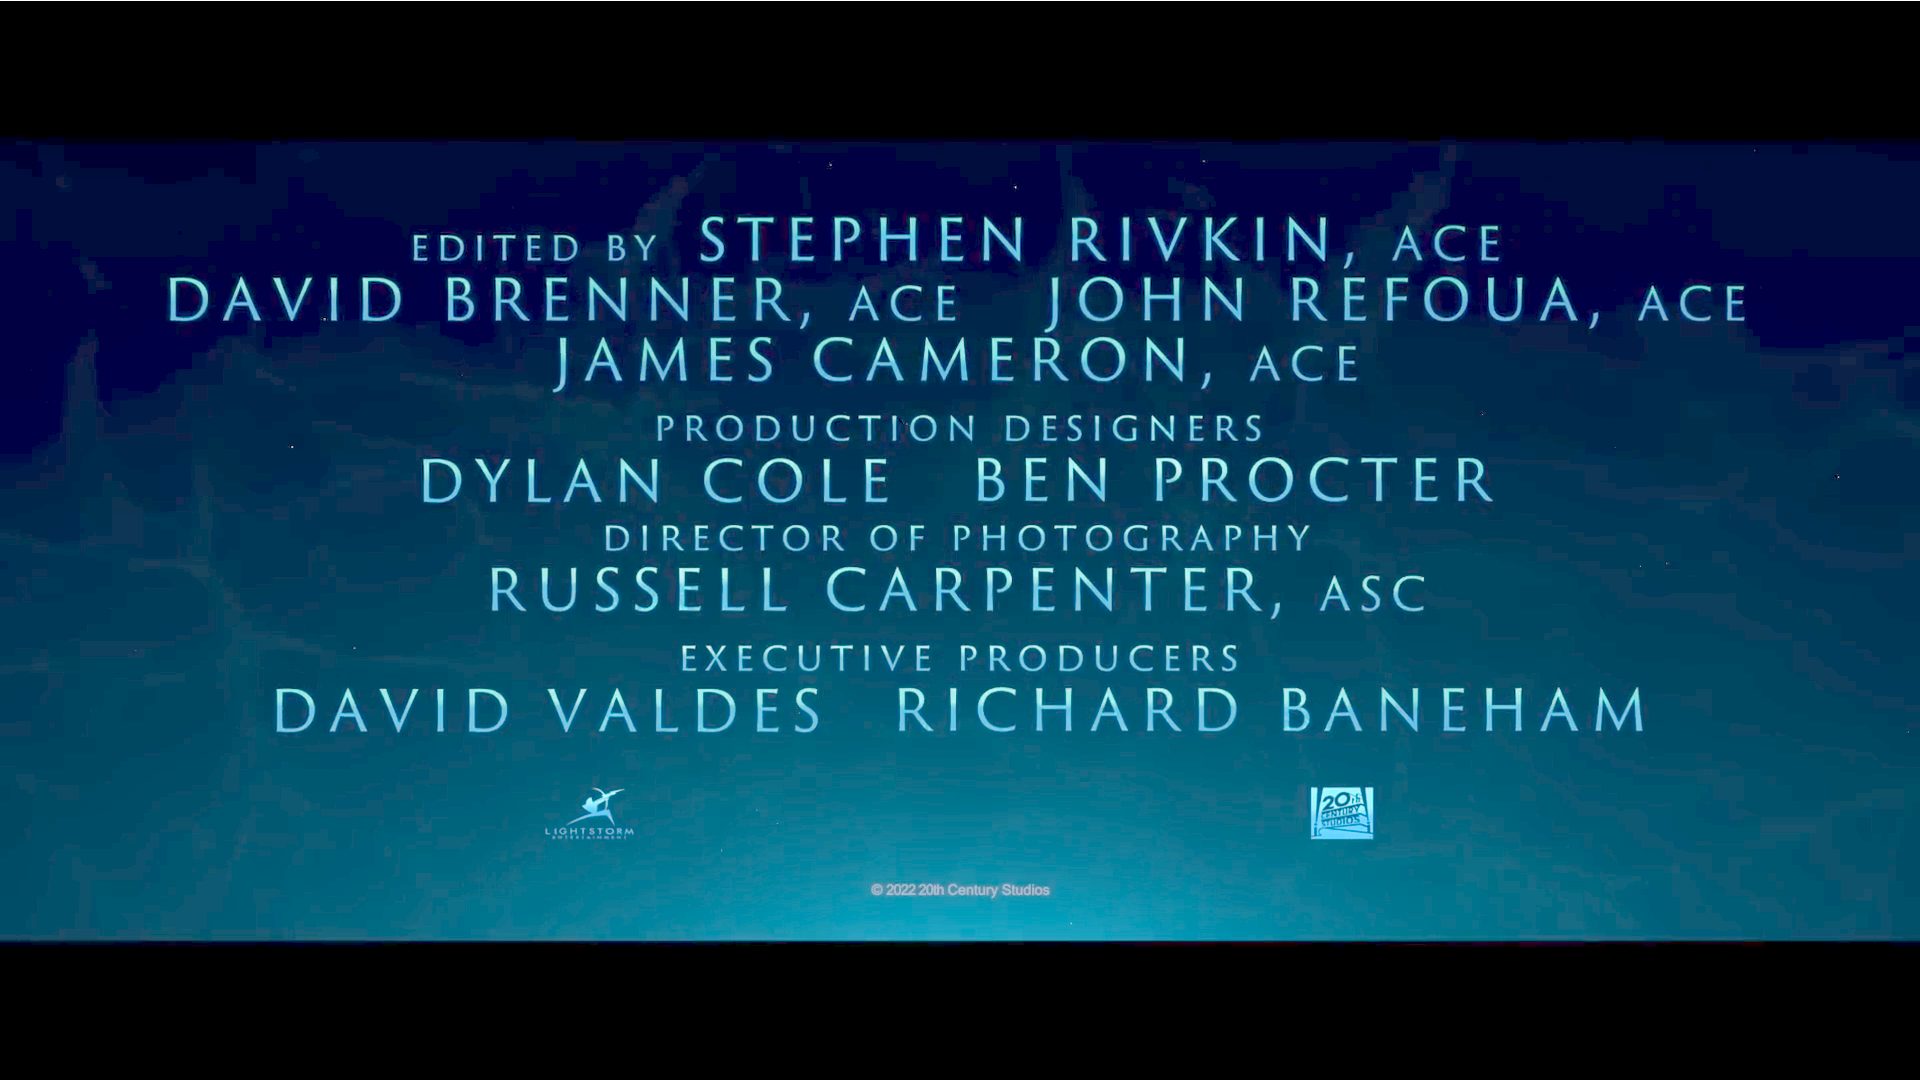 EDITED BY STEPHEN RIVKIN, ACE
DAVID BRENNER, ACE JOHN REFOUA, ACE
JAMES CAMERON, ACE
PRODUCTION DESIGNERS
DYLAN COLE BEN PROCTER
DIRECTOR OF PHOTOGRAPHY
RUSSELL CARPENTER, ASC
EXECUTIVE PRODUCERS
DAVID VALDES RICHARD BANEHAM
LIGHTSTORM
ENTERTAINMENT
20th
CENTURY
STUDIOS
© 2022 20th Century Studios